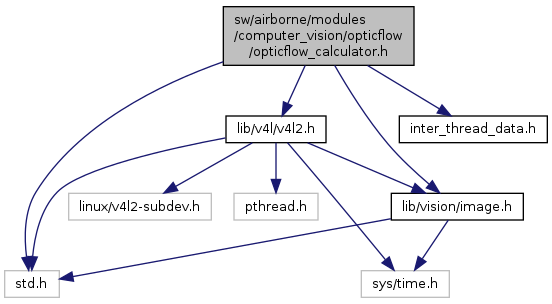 sw/airborne/modules
/computer_vision/opticflow
/opticflow_calculator.h
lib/v4l/v4l2.h
inter_thread_data.h
linux/v4l2-subdev.h
pthread.h
lib/vision/image.h
std.h
sys/time.h